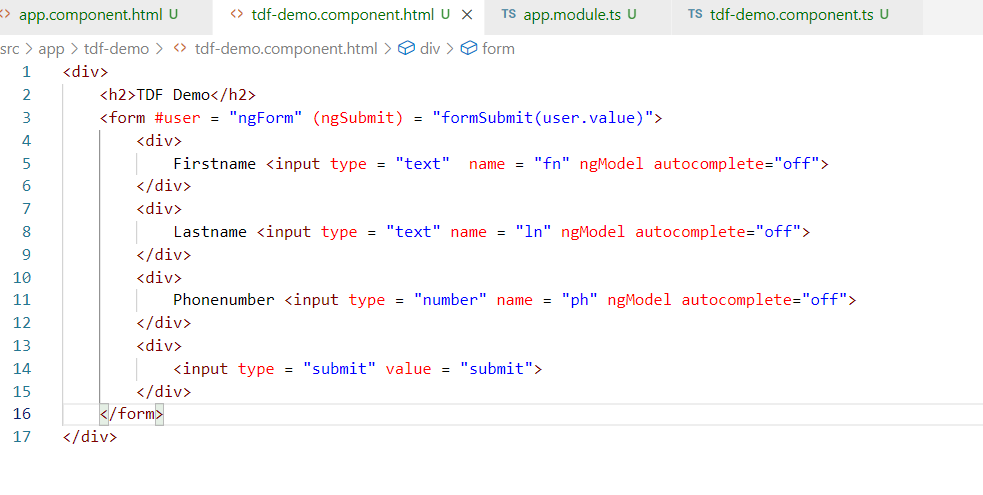 <> app.component.html U <> tdf-demo.component.html U × TS app.module.ts U TS tdf-demo.component.ts U
src > app > tdf-demo > <> tdf-demo.component.html > div > form
1 <div>
2 <h2>TDF Demo</h2>
3 <form #user = "ngForm" (ngSubmit) = "formSubmit(user.value)">
4 <div>
5 Firstname <input type = "text"  name = "fn" ngModel autocomplete="off">
6 </div>
7 <div>
8 Lastname <input type = "text" name = "ln" ngModel autocomplete="off">
9 </div>
10 <div>
11 Phonenumber <input type = "number" name = "ph" ngModel autocomplete="off">
12 </div>
13 <div>
14 <input type = "submit" value = "submit">
15 </div>
16 </form>
17 </div>